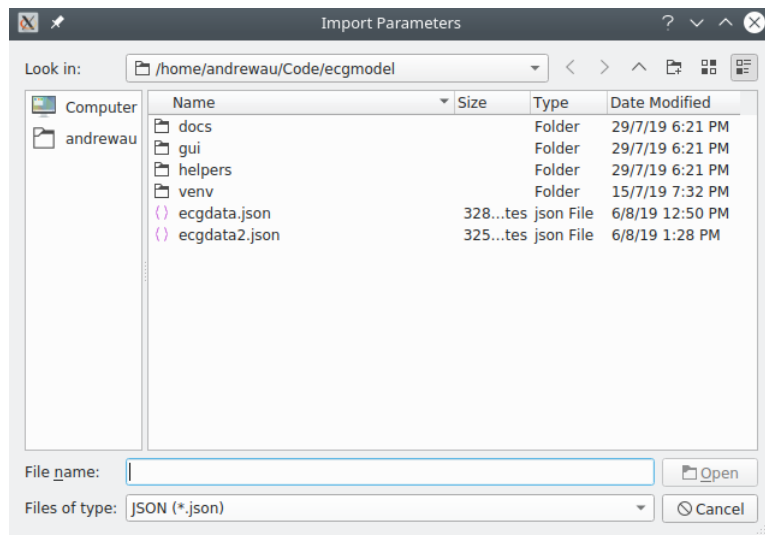 Import Parameters
Look in: /home/andrewau/Code/ecgmodel
Computer
andrewau
Name Size Type Date Modified
docs Folder 29/7/19 6:21 PM
gui Folder 29/7/19 6:21 PM
helpers Folder 29/7/19 6:21 PM
venv Folder 15/7/19 7:32 PM
ecgdata.json 328...tes json File 6/8/19 12:50 PM
ecgdata2.json 325...tes json File 6/8/19 1:28 PM
File name: Open
Files of type: JSON (*.json) Cancel